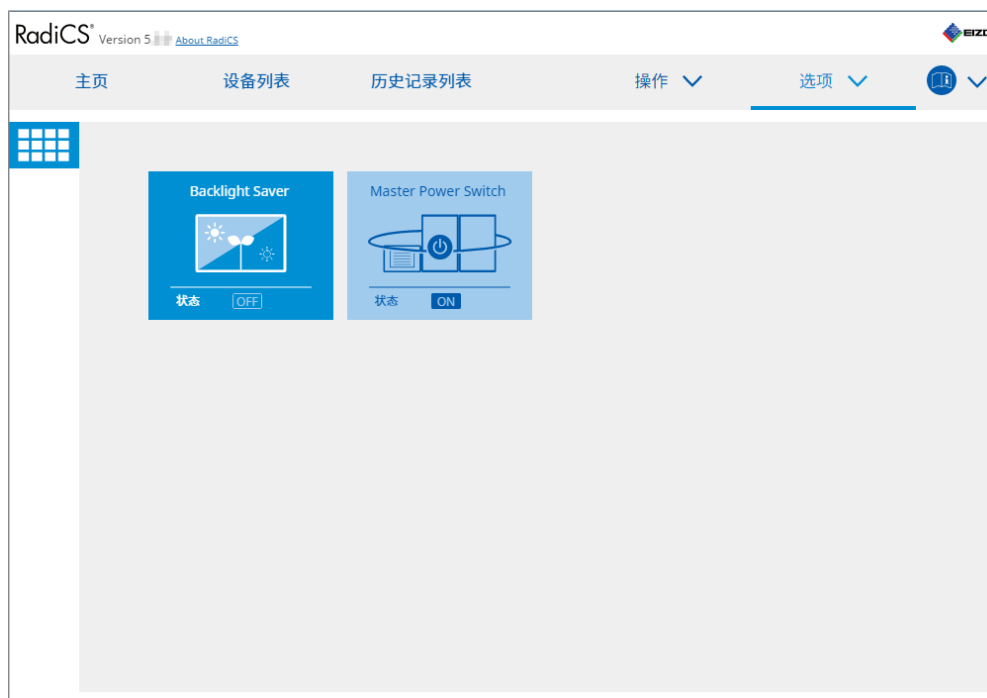 RadiCS® Version 5. About RadiCS
EIZO
主页 设备列表 历史记录列表 操作 选项
Backlight Saver
状态 OFF
Master Power Switch
状态 ON